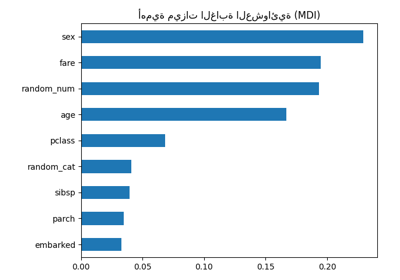 أهمية ميزات الغابة العشوائية (MDI)
sex
fare
random_num
age
pclass
random_cat
sibsp
parch
embarked
0.00 0.05 0.10 0.15 0.20